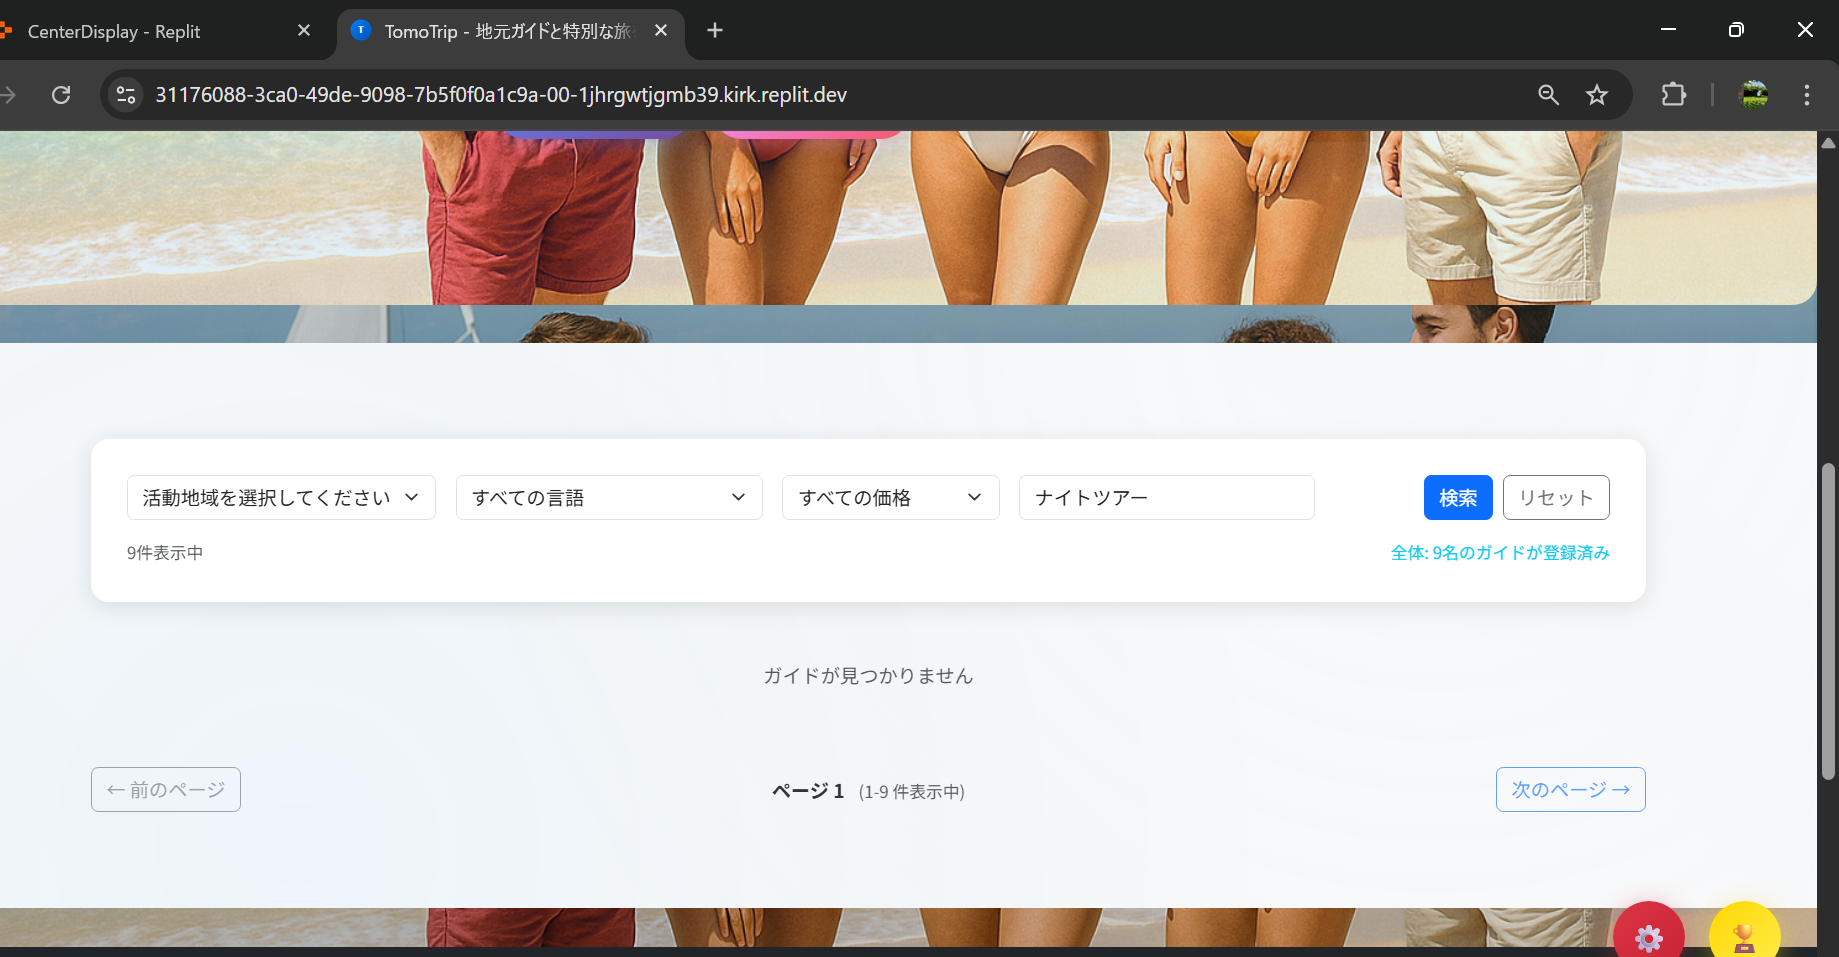 CenterDisplay - Replit
TomoTrip - 地元ガイドと特別な旅
31176088-3ca0-49de-9098-7b5f0f0a1c9a-00-1jhrgwtjgmb39.kirk.replit.dev
活動地域を選択してください
すべての言語
すべての価格
ナイトツアー
検索
リセット
9件表示中
全体: 9名のガイドが登録済み
ガイドが見つかりません
← 前のページ
ページ 1 (1-9 件表示中)
次のページ →